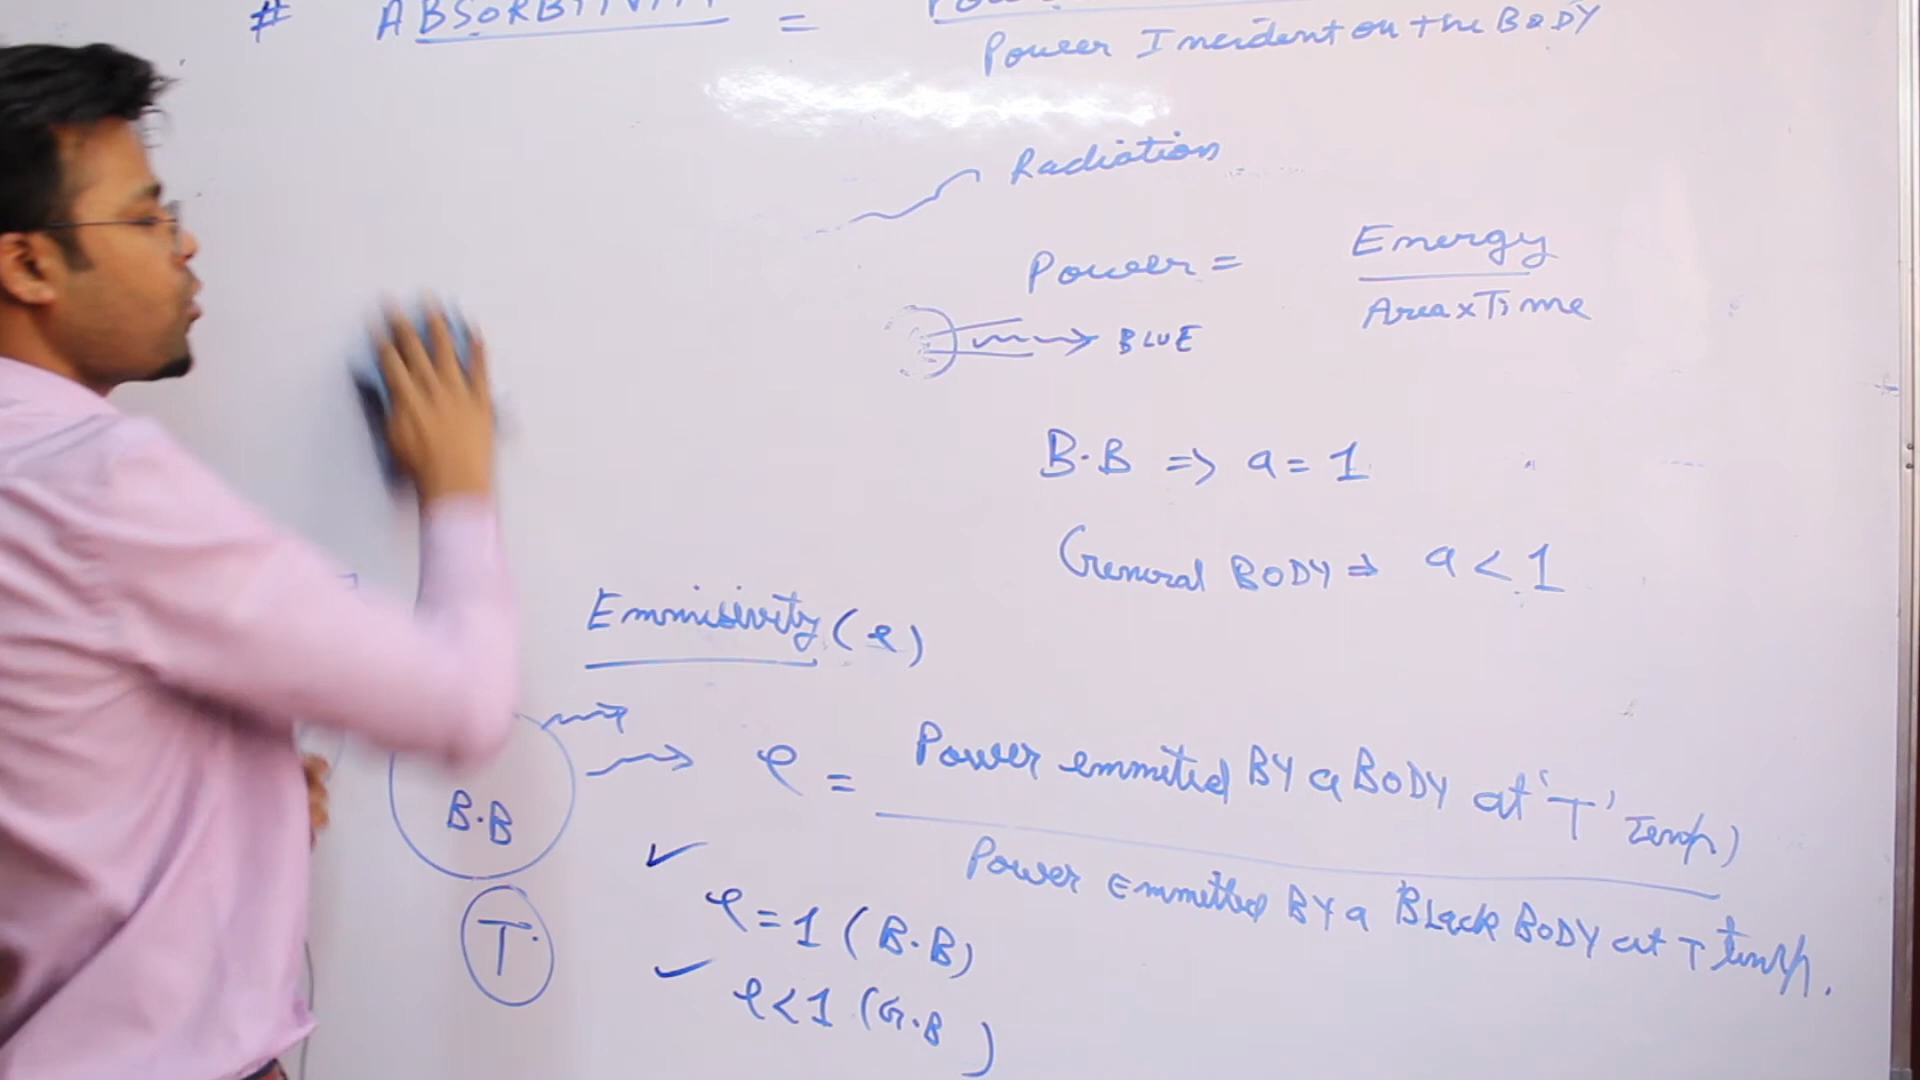 # ABSORBTIVITY =
Power Incident on the BODY
Radiation
Power = Energy
Area x Time
BLUE
B.B => a = 1
General BODY => a < 1
Emmisivity (e)
e = Power emmited BY a BODY at 'T' Temp)
Power Emmitted BY a BLack BODY at T temp.
B.B
T
e = 1 (B.B)
e < 1 (G.B)